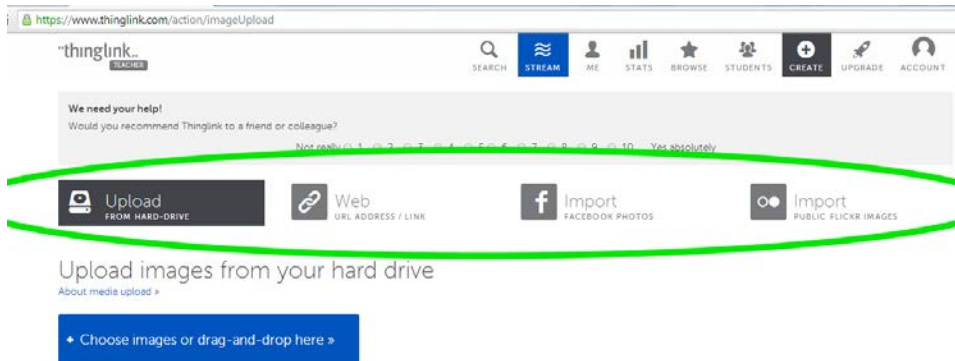 https://www.thinglink.com/action/imageUpload
thinglink..
TEACHER
SEARCH STREAM ME STATS BROWSE STUDENTS CREATE UPGRADE ACCOUNT
We need your help!
Would you recommend Thinglink to a friend or colleague?
Not really 1 2 3 4 5 6 7 8 9 10 Yes absolutely
Upload Web Import Import
FROM HARD-DRIVE URL ADDRESS / LINK FACEBOOK PHOTOS PUBLIC FLICKR IMAGES
Upload images from your hard drive
About media upload »
+ Choose images or drag-and-drop here »